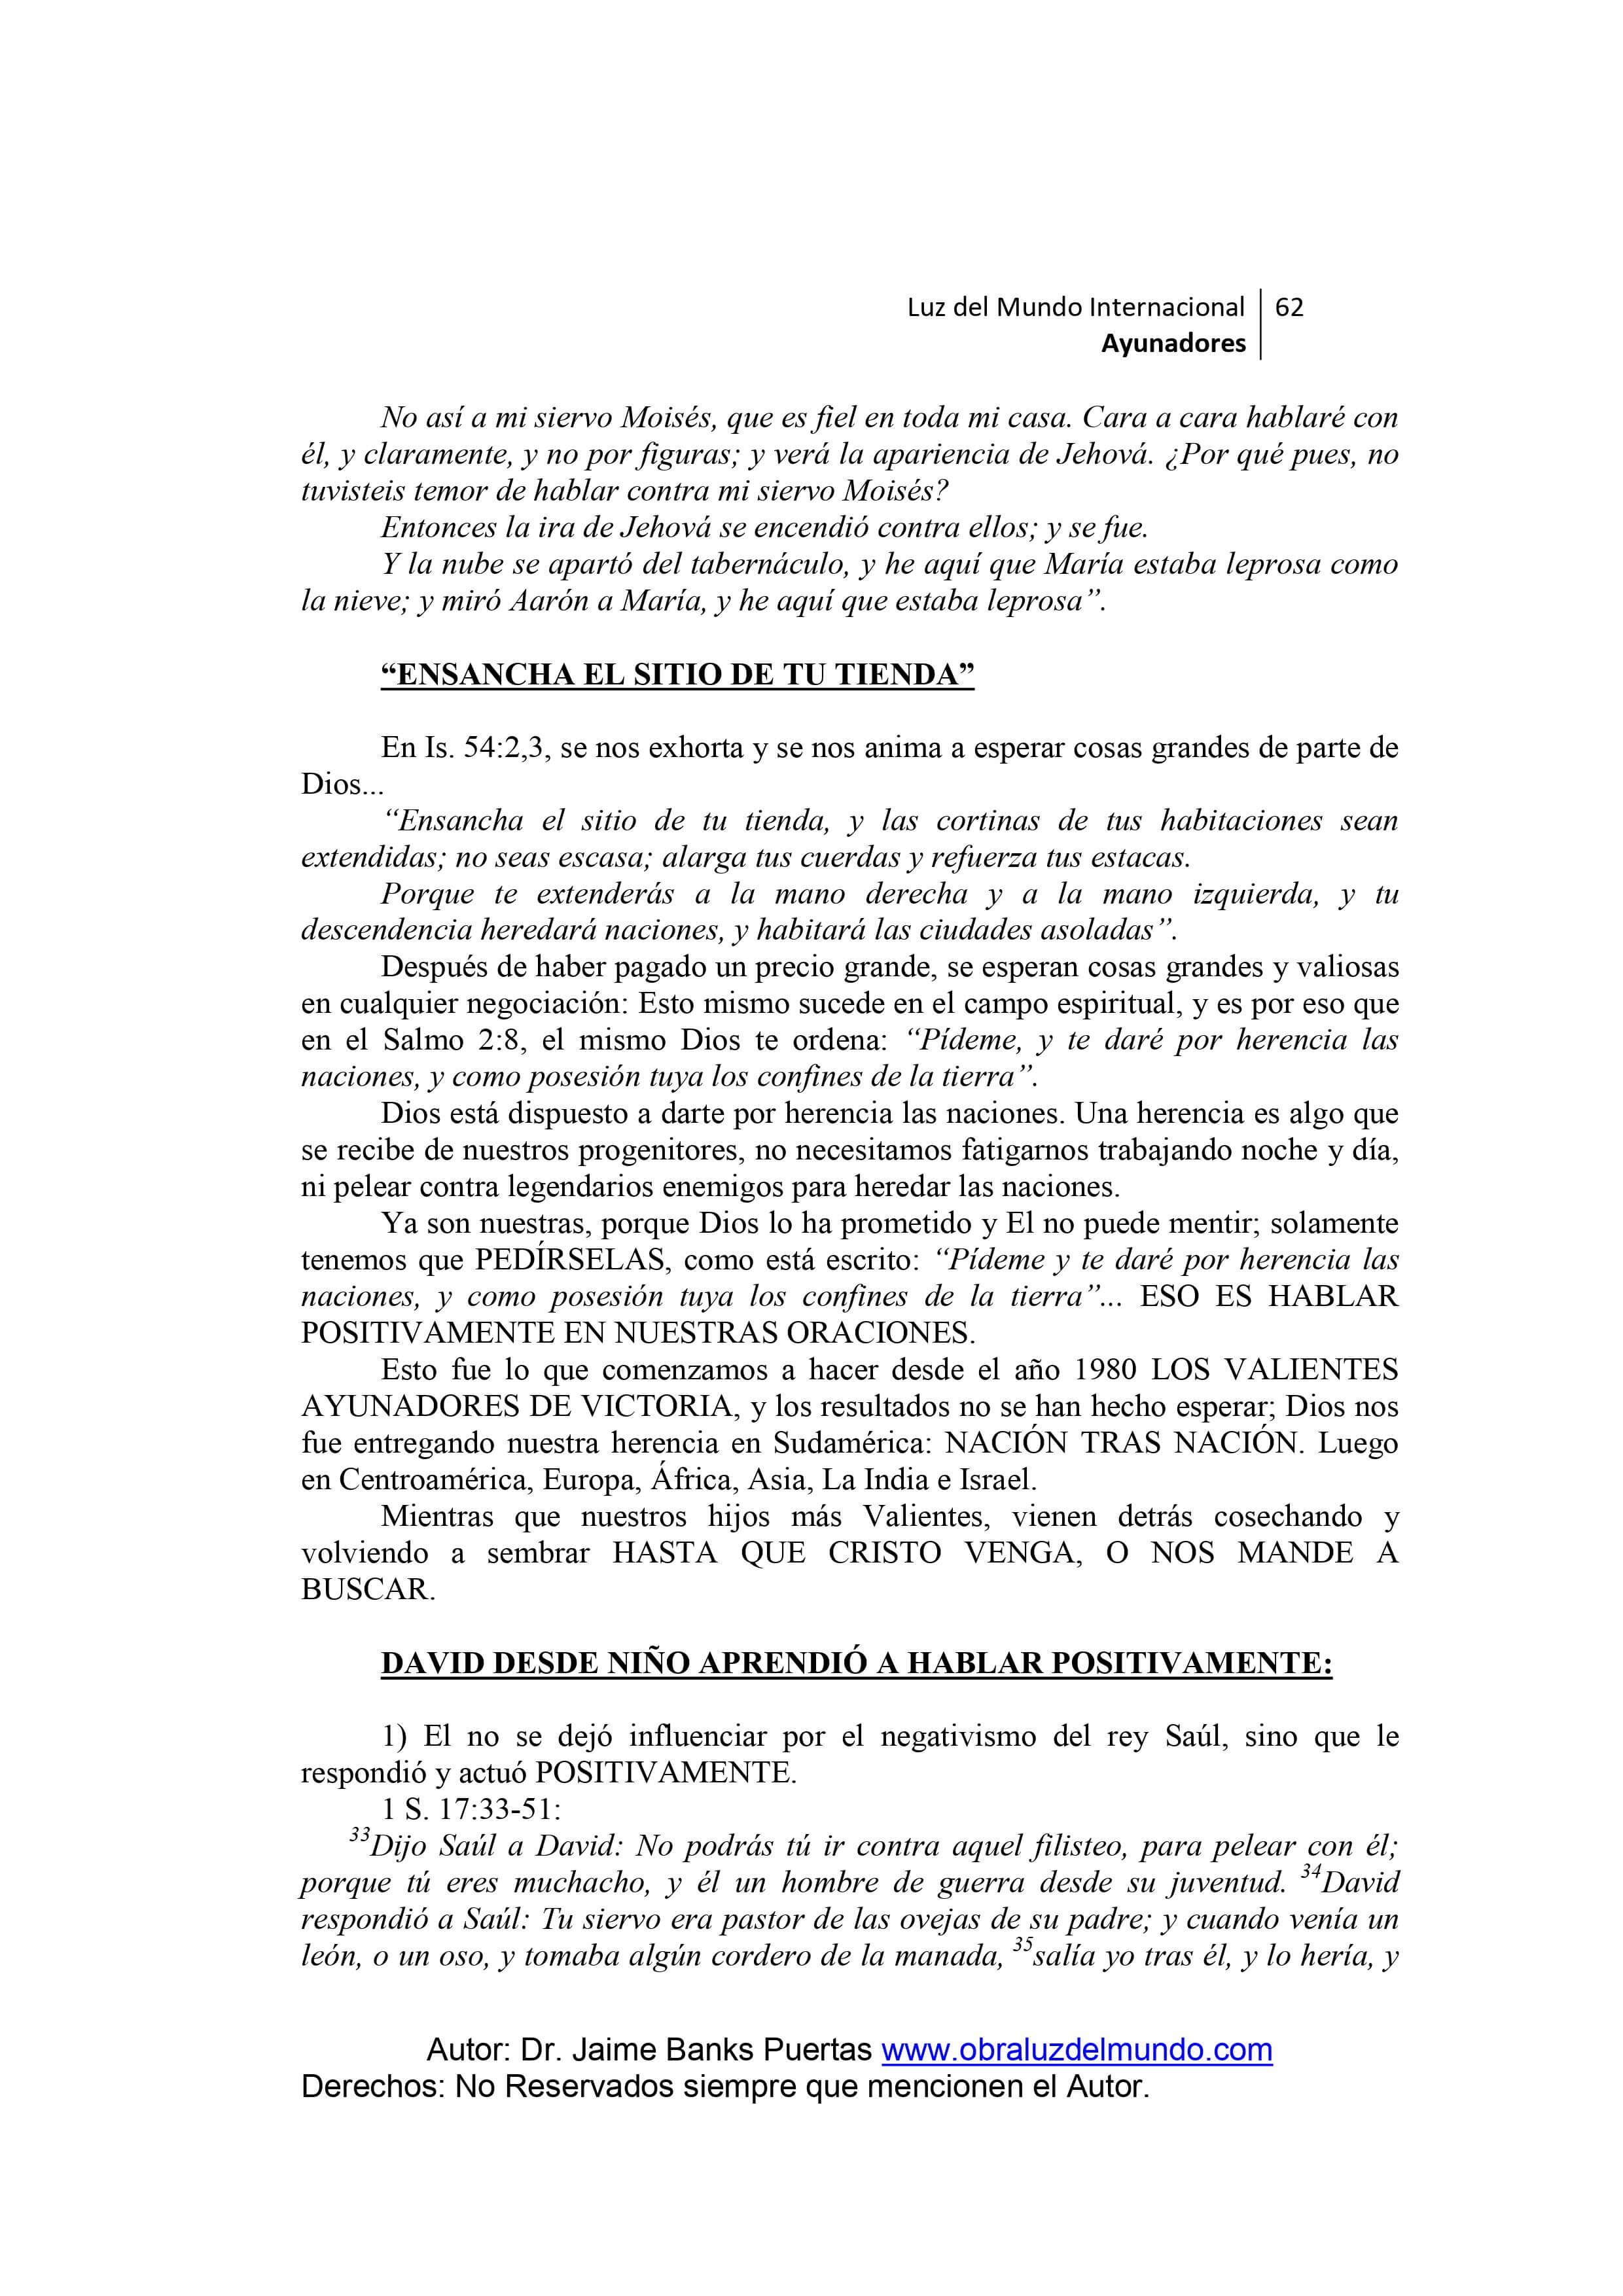 Luz del Mundo Internacional 62
Ayunadores
No así a mi siervo Moisés, que es fiel en toda mi casa. Cara a cara hablaré con
él, y claramente, y no por figuras; y verá la apariencia de Jehová. ¿Por qué pues, no
tuvisteis temor de hablar contra mi siervo Moisés?
Entonces la ira de Jehová se encendió contra ellos; y se fue.
Y la nube se apartó del tabernáculo, y he aquí que María estaba leprosa como
la nieve; y miró Aarón a María, y he aquí que estaba leprosa”.
“ENSANCHA EL SITIO DE TU TIENDA”
En Is. 54:2,3, se nos exhorta y se nos anima a esperar cosas grandes de parte de
Dios...
“Ensancha el sitio de tu tienda, y las cortinas de tus habitaciones sean
extendidas; no seas escasa; alarga tus cuerdas y refuerza tus estacas.
Porque te extenderás a la mano derecha y a la mano izquierda, y tu
descendencia heredará naciones, y habitará las ciudades asoladas”.
Después de haber pagado un precio grande, se esperan cosas grandes y valiosas
en cualquier negociación: Esto mismo sucede en el campo espiritual, y es por eso que
en el Salmo 2:8, el mismo Dios te ordena: “Pídeme, y te daré por herencia las
naciones, y como posesión tuya los confines de la tierra”.
Dios está dispuesto a darte por herencia las naciones. Una herencia es algo que
se recibe de nuestros progenitores, no necesitamos fatigarnos trabajando noche y día,
ni pelear contra legendarios enemigos para heredar las naciones.
Ya son nuestras, porque Dios lo ha prometido y El no puede mentir; solamente
tenemos que PEDÍRSELAS, como está escrito: “Pídeme y te daré por herencia las
naciones, y como posesión tuya los confines de la tierra”... ESO ES HABLAR
POSITIVAMENTE EN NUESTRAS ORACIONES.
Esto fue lo que comenzamos a hacer desde el año 1980 LOS VALIENTES
AYUNADORES DE VICTORIA, y los resultados no se han hecho esperar; Dios nos
fue entregando nuestra herencia en Sudamérica: NACIÓN TRAS NACIÓN. Luego
en Centroamérica, Europa, África, Asia, La India e Israel.
Mientras que nuestros hijos más Valientes, vienen detrás cosechando y
volviendo a sembrar HASTA QUE CRISTO VENGA, O NOS MANDE A
BUSCAR.
DAVID DESDE NIÑO APRENDIÓ A HABLAR POSITIVAMENTE:
1) El no se dejó influenciar por el negativismo del rey Saúl, sino que le
respondió y actuó POSITIVAMENTE.
1 S. 17:33-51:
33Dijo Saúl a David: No podrás tú ir contra aquel filisteo, para pelear con él;
porque tú eres muchacho, y él un hombre de guerra desde su juventud. 34David
respondió a Saúl: Tu siervo era pastor de las ovejas de su padre; y cuando venía un
león, o un oso, y tomaba algún cordero de la manada, 35salía yo tras él, y lo hería, y
Autor: Dr. Jaime Banks Puertas www.obraluzdelmundo.com
Derechos: No Reservados siempre que mencionen el Autor.